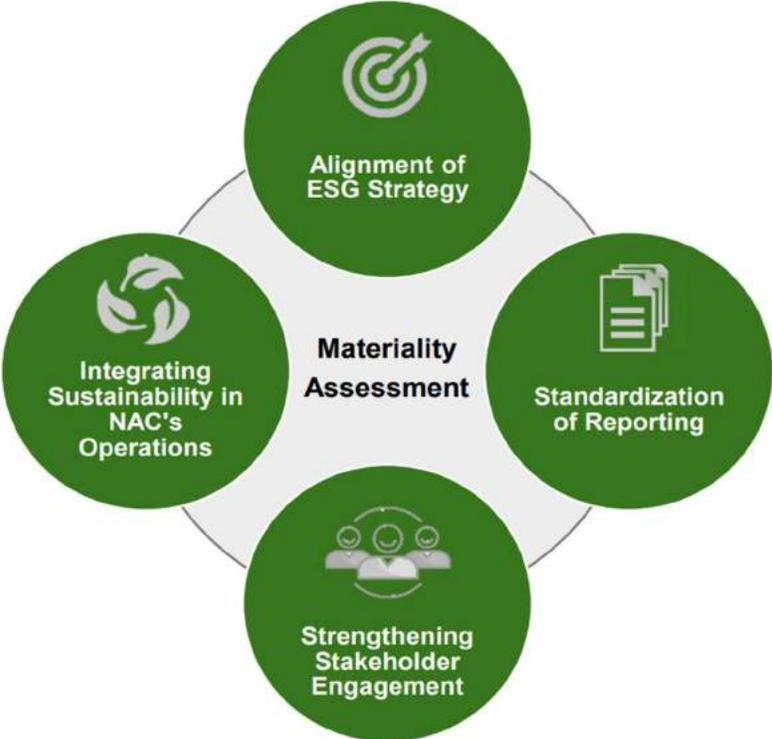 Alignment of
ESG Strategy
Materiality
Assessment
Integrating
Sustainability in
NAC's
Operations
Standardization
of Reporting
Strengthening
Stakeholder
Engagement